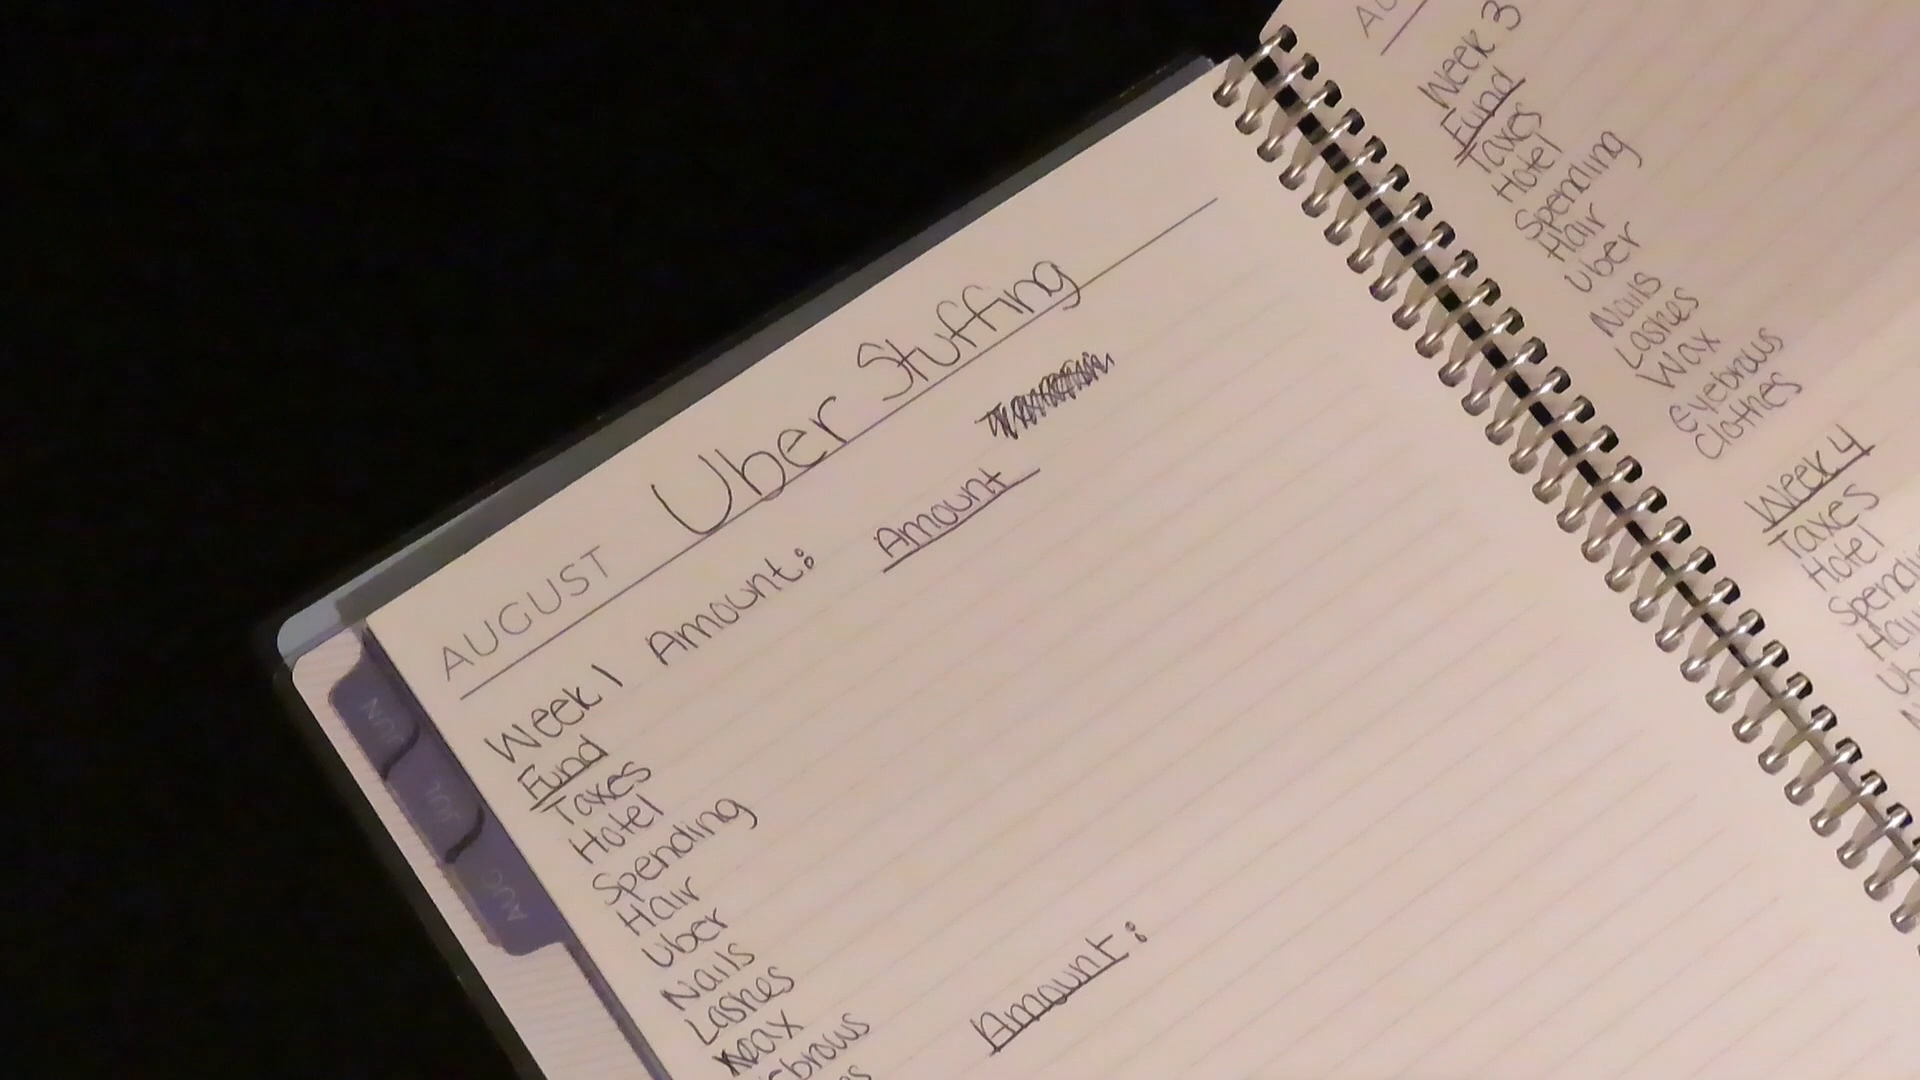 AUGUST Uber Stuffing
Week 1 Amount: Amount
Fund
Taxes
Hotel
Spending
Hair
Uber
Nails
Lashes
Wax
Amount:
JUN
JUL
AUG
Week 3
Fund
Taxes
Hotel
Spending
Hair
Uber
Nails
Lashes
Wax
Eyebrows
Clothes
Week 4
Taxes
Hotel